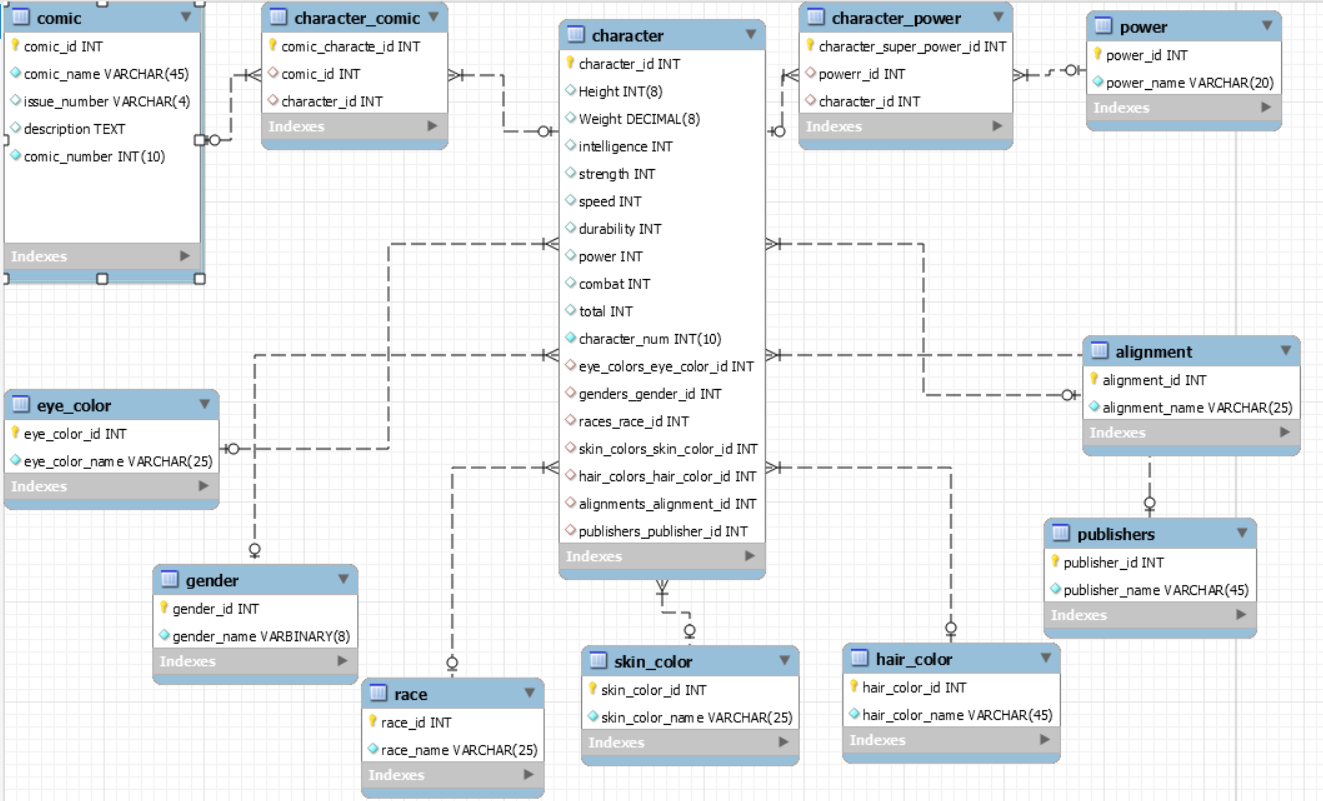 comic
comic_id INT
comic_name VARCHAR(45)
issue_number VARCHAR(4)
description TEXT
comic_number INT(10)
Indexes
character_comic
comic_characte_id INT
comic_id INT
character_id INT
Indexes
character
character_id INT
Height INT(8)
Weight DECIMAL(8)
intelligence INT
strength INT
speed INT
durability INT
power INT
combat INT
total INT
character_num INT(10)
eye_colors_eye_color_id INT
genders_gender_id INT
races_race_id INT
skin_colors_skin_color_id INT
hair_colors_hair_color_id INT
alignments_alignment_id INT
publishers_publisher_id INT
Indexes
character_power
character_super_power_id INT
powerr_id INT
character_id INT
Indexes
power
power_id INT
power_name VARCHAR(20)
Indexes
alignment
alignment_id INT
alignment_name VARCHAR(25)
Indexes
eye_color
eye_color_id INT
eye_color_name VARCHAR(25)
Indexes
publishers
publisher_id INT
publisher_name VARCHAR(45)
Indexes
gender
gender_id INT
gender_name VARBINARY(8)
Indexes
race
race_id INT
race_name VARCHAR(25)
Indexes
skin_color
skin_color_id INT
skin_color_name VARCHAR(25)
Indexes
hair_color
hair_color_id INT
hair_color_name VARCHAR(45)
Indexes